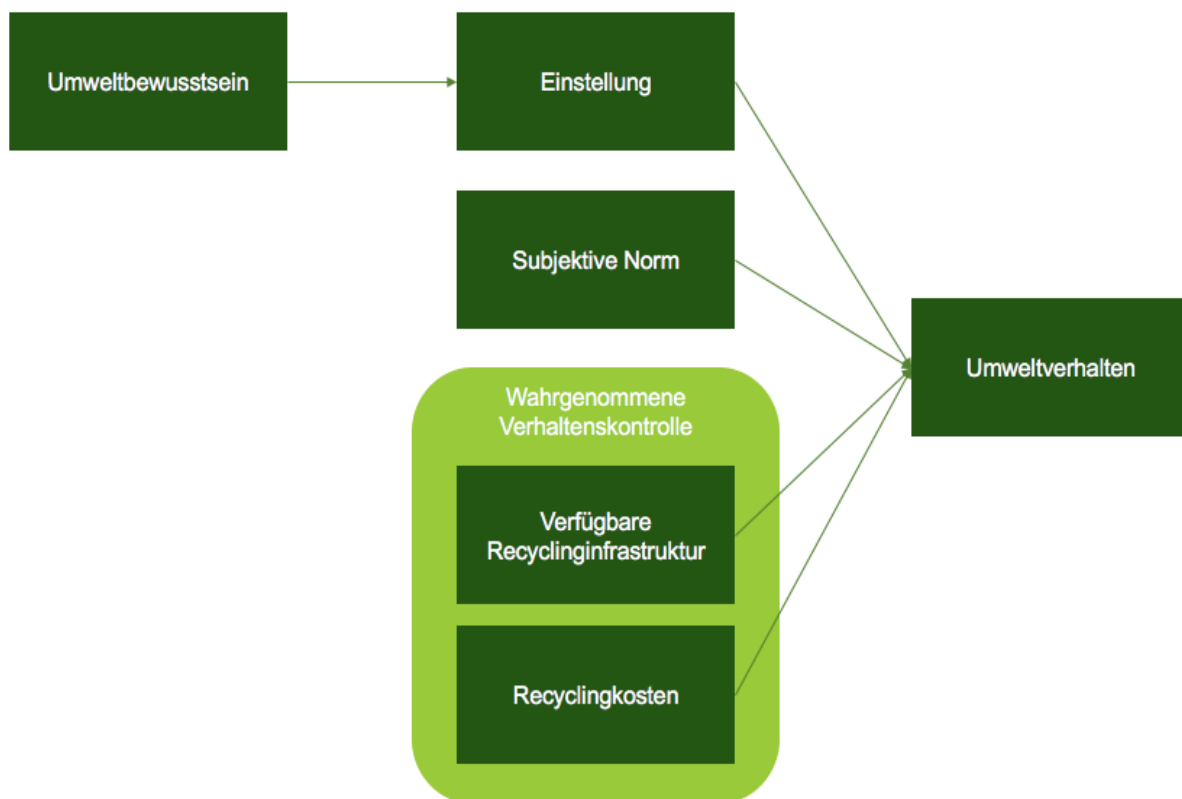 Umweltbewusstsein
Einstellung
Subjektive Norm
Umweltverhalten
Wahrgenommene
Verhaltenskontrolle
Verfügbare
Recyclinginfrastruktur
Recyclingkosten